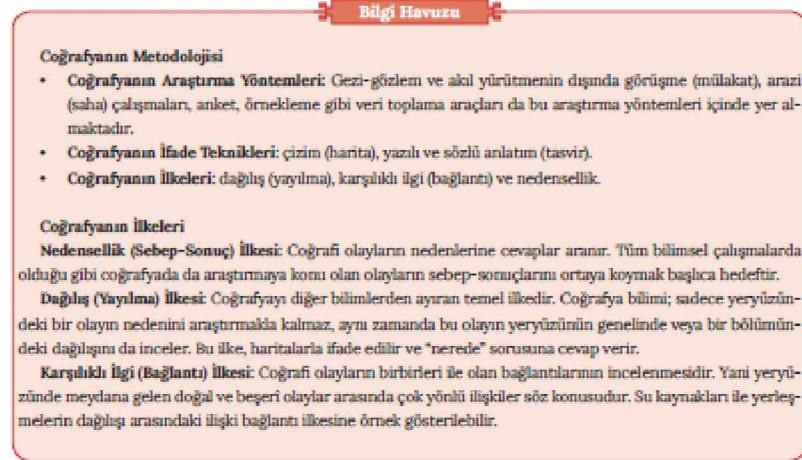 Bilgi Havuzu
Coğrafyanın Metodolojisi
• Coğrafyanın Araştırma Yöntemleri: Gezi-gözlem ve akıl yürütmenin dışında görüşme (mülakat), arazi
(saha) çalışmaları, anket, örnekleme gibi veri toplama araçları da bu araştırma yöntemleri içinde yer al-
maktadır.
• Coğrafyanın İfade Teknikleri: çizim (harita), yazılı ve sözlü anlatım (tasvir).
• Coğrafyanın İlkeleri: dağılış (yayılma), karşılıklı ilgi (bağlantı) ve nedensellik.
Coğrafyanın İlkeleri
Nedensellik (Sebep-Sonuç) İlkesi: Coğrafi olayların nedenlerine cevaplar aranır. Tüm bilimsel çalışmalarda
olduğu gibi coğrafyada da araştırmaya konu olan olayların sebep-sonuçlarını ortaya koymak başlıca hedeftir.
Dağılış (Yayılma) İlkesi: Coğrafyayı diğer bilimlerden ayıran temel ilkedir. Coğrafya bilimi; sadece yeryüzün-
deki bir olayın nedenini araştırmakla kalmaz, aynı zamanda bu olayın yeryüzünün genelinde veya bir bölümün-
deki dağılışını da inceler. Bu ilke, haritalarla ifade edilir ve “nerede” sorusuna cevap verir.
Karşılıklı İlgi (Bağlantı) İlkesi: Coğrafi olayların birbirleri ile olan bağlantılarının incelenmesidir. Yani yeryü-
zünde meydana gelen doğal ve beşerî olaylar arasında çok yönlü ilişkiler söz konusudur. Su kaynakları ile yerleş-
melerin dağılışı arasındaki ilişki bağlantı ilkesine örnek gösterilebilir.